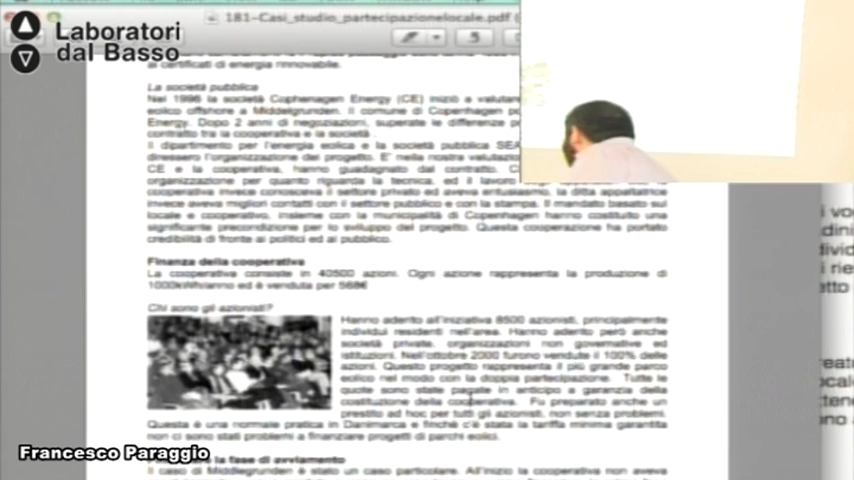 181-Casi_studio_partecipazionelocale.pdf (
Laboratori
dal Basso
ai certificati di energia rinnovabile.
La società pubblica
Nel 1996 la società Cophenagen Energy (CE) iniziò a valutare
eolico offshore a Middelgrunden. Il comune di Copenhagen
Energy. Dopo 2 anni di negoziazioni, superate le differenze
contratto tra la cooperativa e la società
Il dipartimento per l'energia eolica e la società pubblica SEA
diressero l'organizzazione del progetto. E' nella nostra
CE e la cooperativa, hanno guadagnato dal contratto.
organizzazione per quanto riguarda la tecnica, ed il lavoro
cooperativa invece conosceva il settore privato ed aveva entusiasmo, la ditta appaltatrice
invece aveva migliori contatti con il settore pubblico e con la stampa. Il mandato basato sul
locale e cooperativo, insieme con la municipalità di Copenhagen hanno costituito una
significante precondizione per lo sviluppo del progetto. Questa cooperazione ha portato
credibilità di fronte ai politici ed al pubblico.
Finanza della cooperativa
La cooperativa consiste in 40500 azioni. Ogni azione rappresenta la produzione di
1000kWh/anno ed è venduta per 568€
Chi sono gli azionisti?
Hanno aderito all'iniziativa 8500 azionisti, principalmente
individui residenti nell'area. Hanno aderito però anche
società private, organizzazioni non governative ed
istituzioni. Nell'ottobre 2000 furono vendute il 100% delle
azioni. Questo progetto rappresenta il più grande parco
eolico nel modo con la doppia partecipazione. Tutte le
quote sono state pagate in anticipo a garanzia della
costituzione della cooperativa. Fu preparato anche un
prestito ad hoc per tutti gli azionisti, non senza problemi.
Questa è una normale pratica in Danimarca e finché c'è stata la tariffa minima garantita
non ci sono stati problemi a finanziare progetti di parchi eolici.
la fase di avviamento
Il caso di Middlegrunden è stato un caso particolare. All'inizio la cooperativa non aveva
Francesco Paraggio